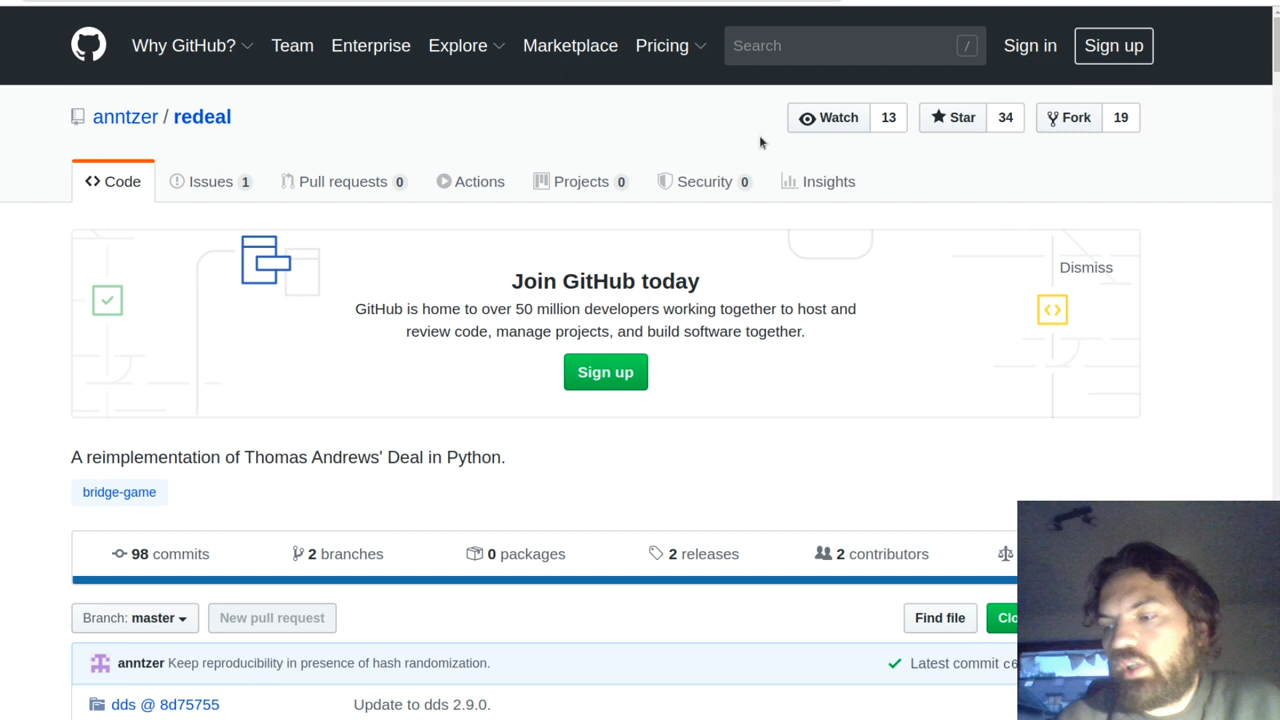 Why GitHub? Team Enterprise Explore Marketplace Pricing Search / Sign in Sign up
anntzer / redeal Watch 13 Star 34 Fork 19
Code Issues 1 Pull requests 0 Actions Projects 0 Security 0 Insights
Dismiss
Join GitHub today
GitHub is home to over 50 million developers working together to host and
review code, manage projects, and build software together.
Sign up
A reimplementation of Thomas Andrews' Deal in Python.
bridge-game
98 commits 2 branches 0 packages 2 releases 2 contributors
Branch: master New pull request Find file Clo
anntzer Keep reproducibility in presence of hash randomization. Latest commit c6
dds @ 8d75755 Update to dds 2.9.0.